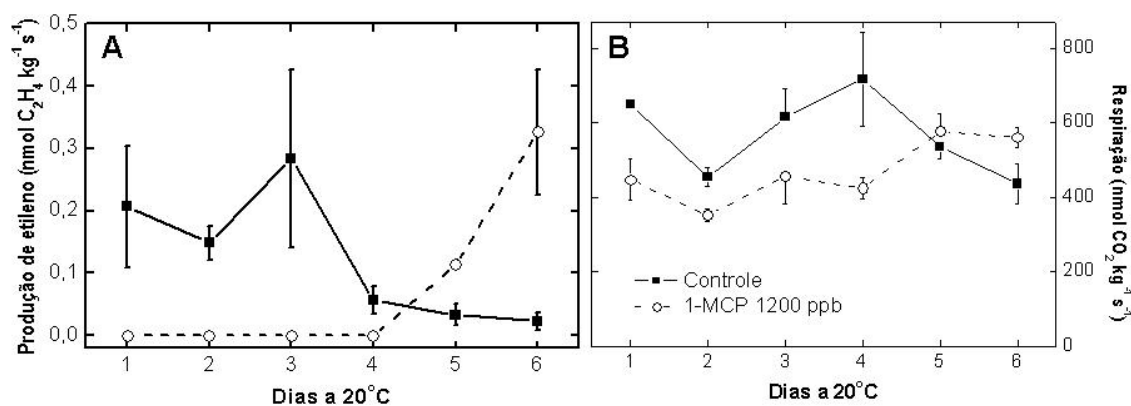 A
Produção de etileno (nmol C₂H₄ kg⁻¹ s⁻¹)
0,5
0,4
0,3
0,2
0,1
0,0
1 2 3 4 5 6
Dias a 20°C
B
Controle
1-MCP 1200 ppb
800
600
400
200
0
Respiração (nmol CO₂ kg⁻¹ s⁻¹)
1 2 3 4 5 6
Dias a 20°C